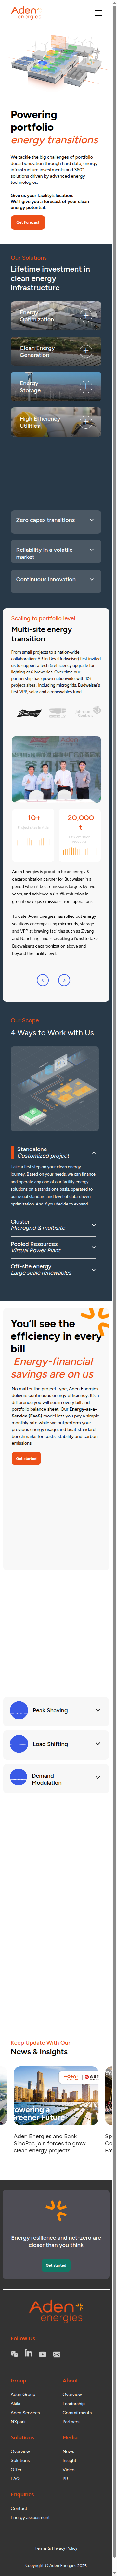 Aden
energies
Powering
portfolio
energy transitions
We tackle the big challenges of portfolio
decarbonization through hard data, energy
infrastructure investments and 360°
solutions driven by advanced energy
technologies.
Give us your facility's location.
We'll give you a forecast of your clean
energy potential.
Get Forecast
Our Solutions
Lifetime investment in
clean energy
infrastructure
Energy
Optimization
Clean Energy
Generation
Energy
Storage
High Efficiency
Utilities
Zero capex transitions
Reliability in a volatile
market
Continuous innovation
Scaling to portfolio level
Multi-site energy
transition
From small projects to a nation-wide
collaboration AB In-Bev (Budweiser) first worked
with us to support a tech & efficiency upgrade for
lighting at 6 breweries. In the years since, our
partnership has grown nationwide, with 10+
project sites, including microgrids, Budweiser's
first VPP, solar and a renewables fund.
10+
20,000
t
Aden Energies is proud to be an energy &
decarbonization partner for Budweiser in a
period when it beat emissions targets by ten
years, and achieved a 60% reduction in
greenhouse gas emissions from operations.
To date, Aden Energies has rolled out energy
solutions encompassing microgrids, storage
and VPP at brewing facilities such as Ziyang
and Nanchang, and is creating a fund to take
Budweiser's decarbonization above and
beyond the facility level.
Our Scope
4 Ways to Work with Us
Standalone
Customized project
Take a first step on your clean energy
journey. Based on your needs, we can finance
and operate any one of our facility energy
solutions on a standalone basis, operated with
our usual standard and level of data-driven
optimization. And if you decide to expand
Cluster
Microgrid & multisite
Pooled Resources
Virtual Power Plant
Off-site energy
Large scale renewables
You'll see the
efficiency in every
bill
Energy-financial
savings are on us
No matter the project type, Aden Energies
delivers continuous energy efficiency. It's a
difference you will see in every bill and
portfolio balance sheet. Our Energy-as-a-
Service (EaaS) model lets you pay a simple
monthly rate while we outperform your
previous energy usage and cost standards
benchmarks for cost, stability and carbon
emissions.
Get started
Peak Shaving
Load Shifting
Demand
Modulation
Keep Update With Our
News & Insights
Powering a
Greener Future
Aden Energies and Bank
SinoPac join forces to grow
clean energy projects
Energy resilience and net-zero are
closer than you think
Get started
Aden
energies
Follow Us :
Group
About
Aden Group
Overview
Akila
Leadership
Aden Services
Commitments
NXpark
Partners
Solutions
Media
Overview
News
Solutions
Insight
Offer
Video
FAQ
PR
Enquiries
Contact
Energy assessment
Terms & Privacy Policy
Copyright © Aden Energies 2025